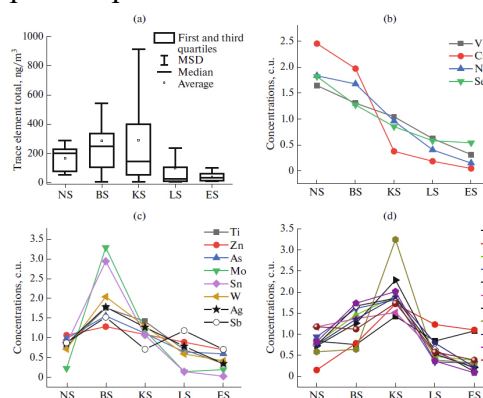 (a)
Trace element total, ng/m³
1000
800
600
400
200
0
NS BS KS LS ES
First and third
quartiles
MSD
Median
Average
(b)
Concentrations, c.u.
2.5
2.0
1.5
1.0
0.5
0
NS BS KS LS ES
V
(c)
Concentrations, c.u.
3.5
3.0
2.5
2.0
1.5
1.0
0.5
0
NS BS KS LS ES
Ti
Zn
As
Mo
Sn
W
Ag
Sb
(d)
Concentrations, c.u.
3.5
3.0
2.5
2.0
1.5
1.0
0.5
0
NS BS KS LS ES